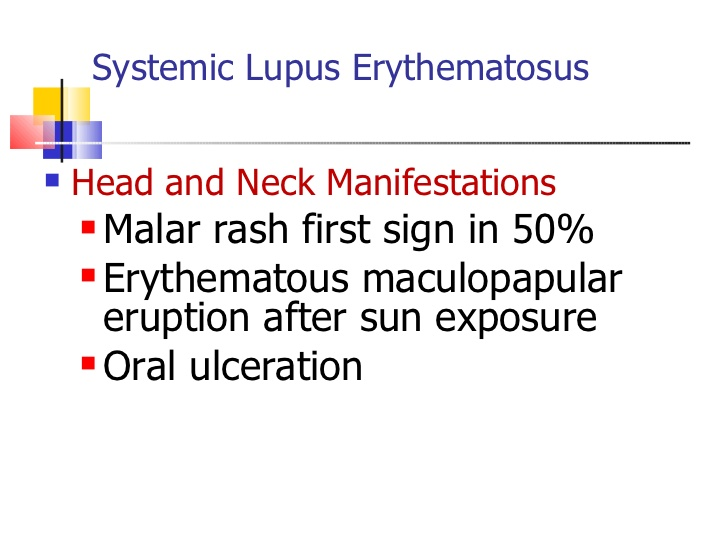 Systemic Lupus Erythematosus
Head and Neck Manifestations
Malar rash first sign in 50%
Erythematous maculopapular
eruption after sun exposure
Oral ulceration